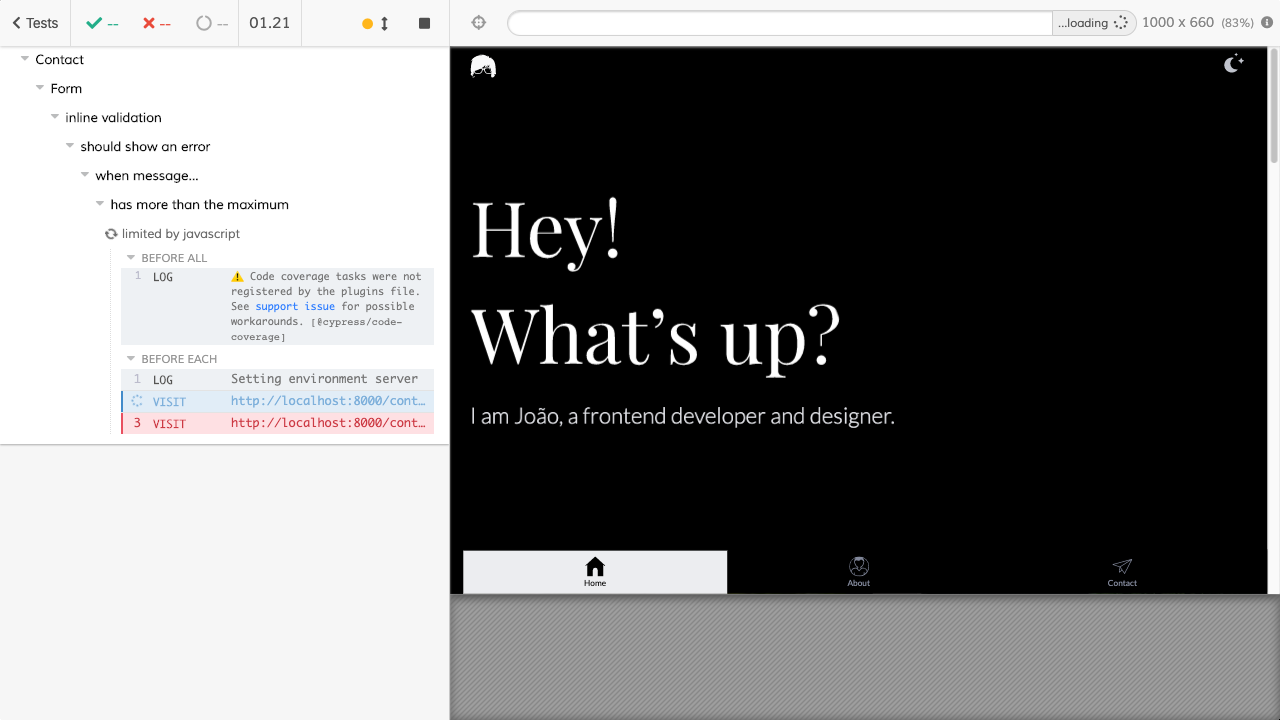 Tests
--
--
--
01.21
...loading
1000 x 660 (83%)
Contact
Form
inline validation
should show an error
when message...
has more than the maximum
limited by javascript
BEFORE ALL
1 LOG ⚠️ Code coverage tasks were not
registered by the plugins file.
See support issue for possible
workarounds. [@cypress/code-
coverage]
BEFORE EACH
1 LOG Setting environment server
VISIT http://localhost:8000/cont…
3 VISIT http://localhost:8000/cont…
Hey!
What's up?
I am João, a frontend developer and designer.
Home
About
Contact